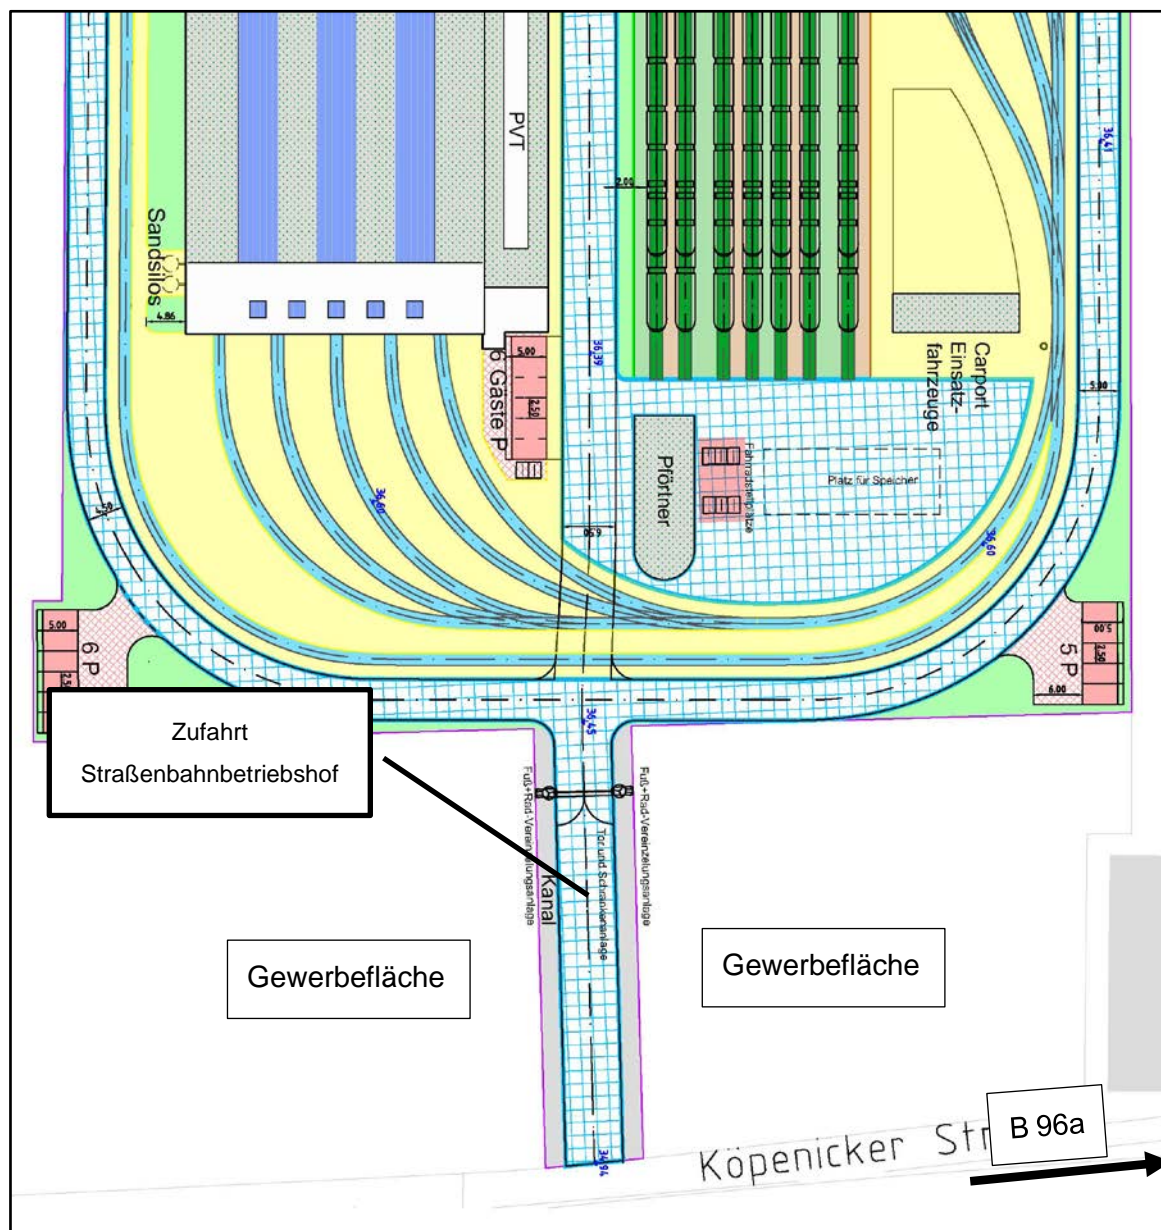 PVT
36,41
2.00
Sandsilos
4.86
36,39
5.00
6 Gäste P
2.50
Carport
Einsatz-
fahrzeuge
5.00
Pförtner
Fahrradstellplätze
Platz für Speicher
36,60
4.50
6.50
36,60
5.00
6 P
2.5
5.00
5 P
2.50
6.00
Zufahrt
Straßenbahnbetriebshof
36,45
Fuß+Rad-Vereinzelungsanlage
Fuß+Rad-Vereinzelungsanlage
Tor und Schrankenanlage
Kanal
Gewerbefläche
Gewerbefläche
B 96a
Köpenicker Str
34,94